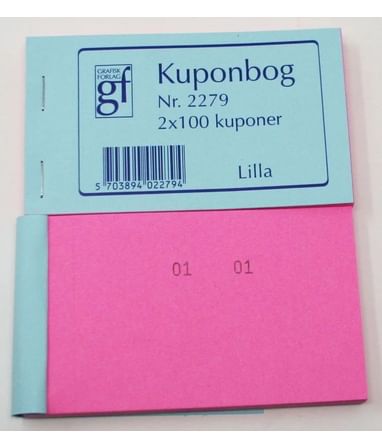 GRAFISK
FORLAG
gf
Kuponbog
Nr. 2279
2x100 kuponer
5 703894 022794
Lilla
01 01